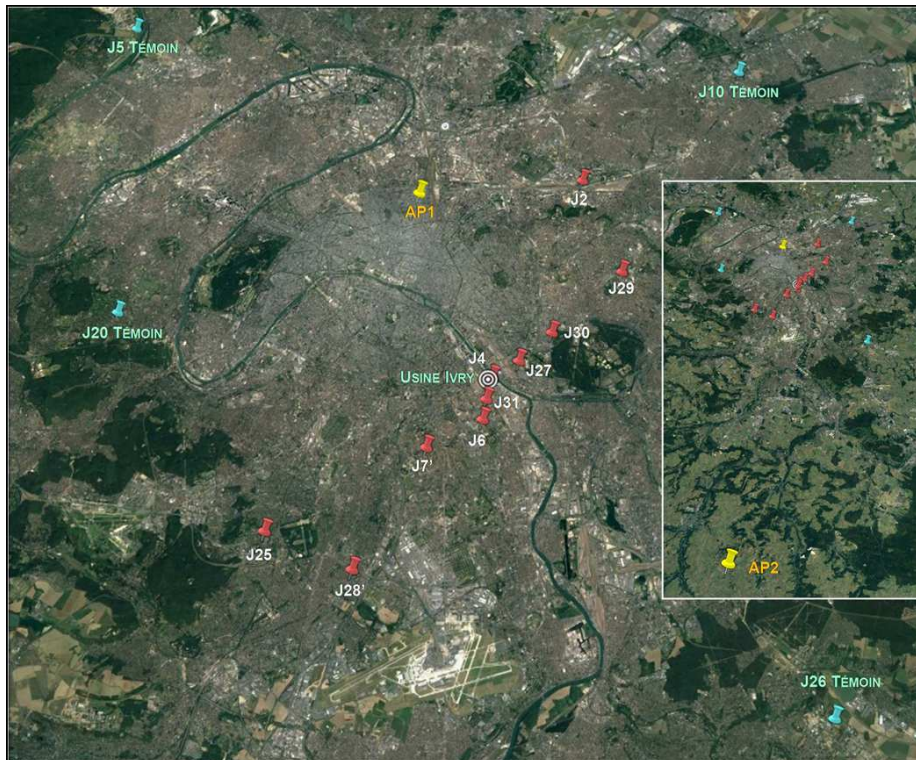 J5 TÉMOIN
J10 TÉMOIN
AP1
J2
J29
J20 TÉMOIN
J30
J4
J27
USINE IVRY
J31
J6
J7'
J25
J28'
AP2
J26 TÉMOIN